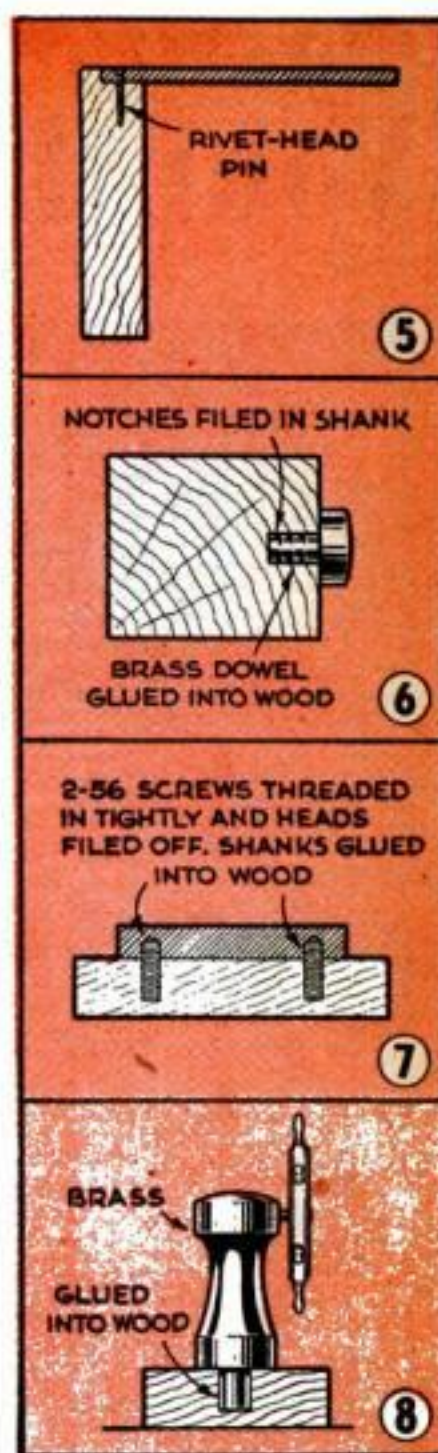 RIVET-HEAD
PIN
5
NOTCHES FILED IN SHANK
BRASS DOWEL
GLUED INTO WOOD
6
2-56 SCREWS THREADED
IN TIGHTLY AND HEADS
FILED OFF. SHANKS GLUED
INTO WOOD
7
BRASS
GLUED
INTO WOOD
8